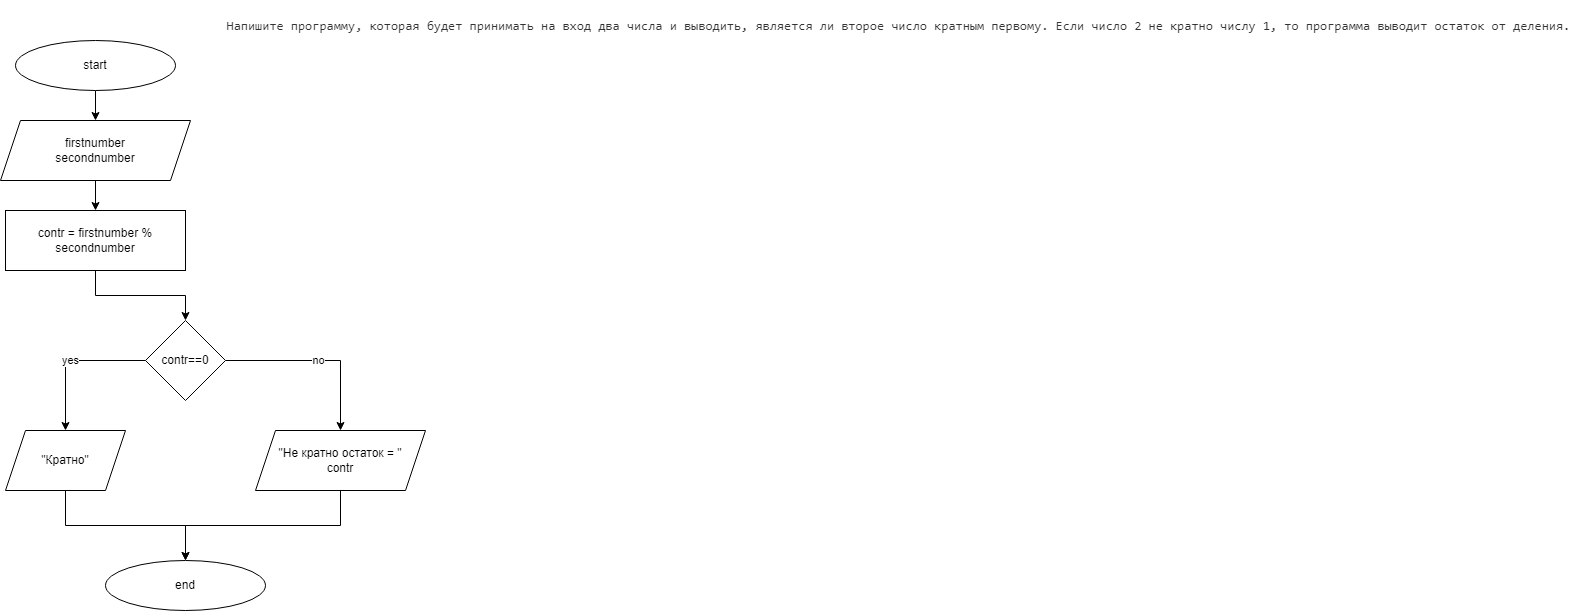 Напишите программу, которая будет принимать на вход два числа и выводить, является ли второе число кратным первому. Если число 2 не кратно числу 1, то программа выводит остаток от деления.
start
firstnumber
secondnumber
contr = firstnumber %
secondnumber
contr==0
yes
no
"Кратно"
"Не кратно остаток = "
contr
end